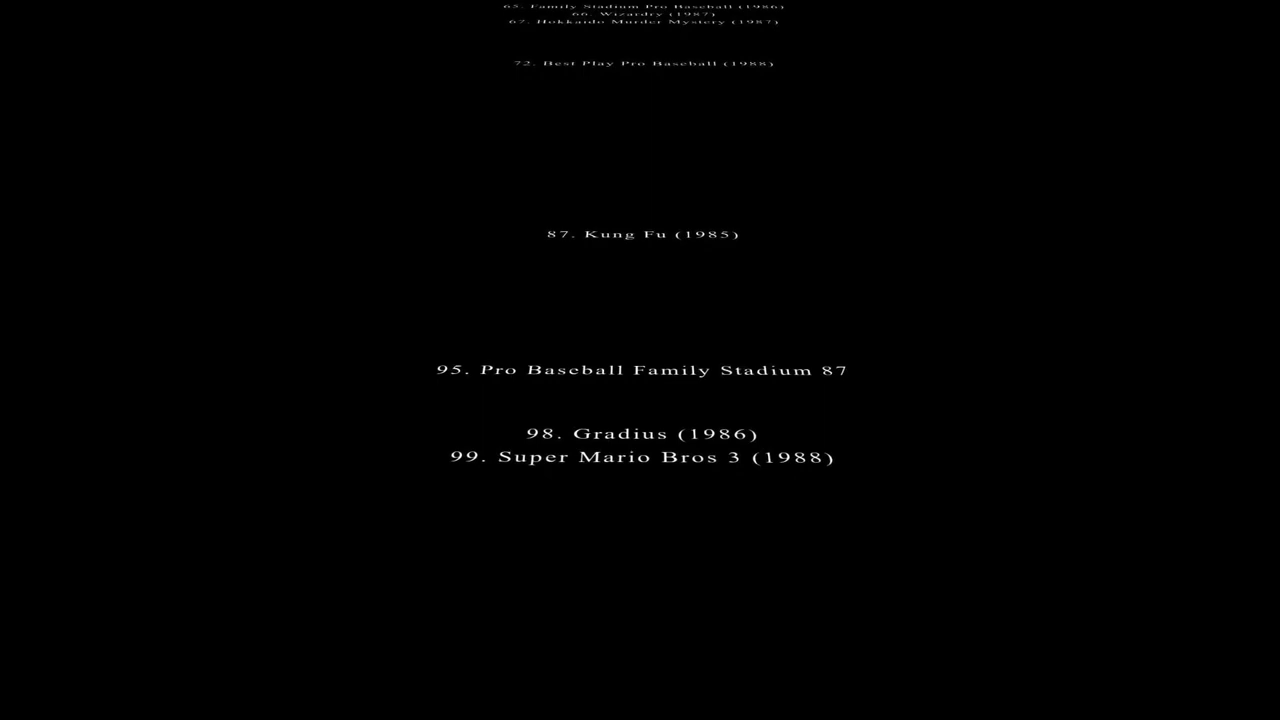 65. Family Stadium Pro Baseball (1986)
66. Wizardry (1987)
67. Hokkaido Murder Mystery (1987)
72. Best Play Pro Baseball (1988)
87. Kung Fu (1985)
95. Pro Baseball Family Stadium 87
98. Gradius (1986)
99. Super Mario Bros 3 (1988)